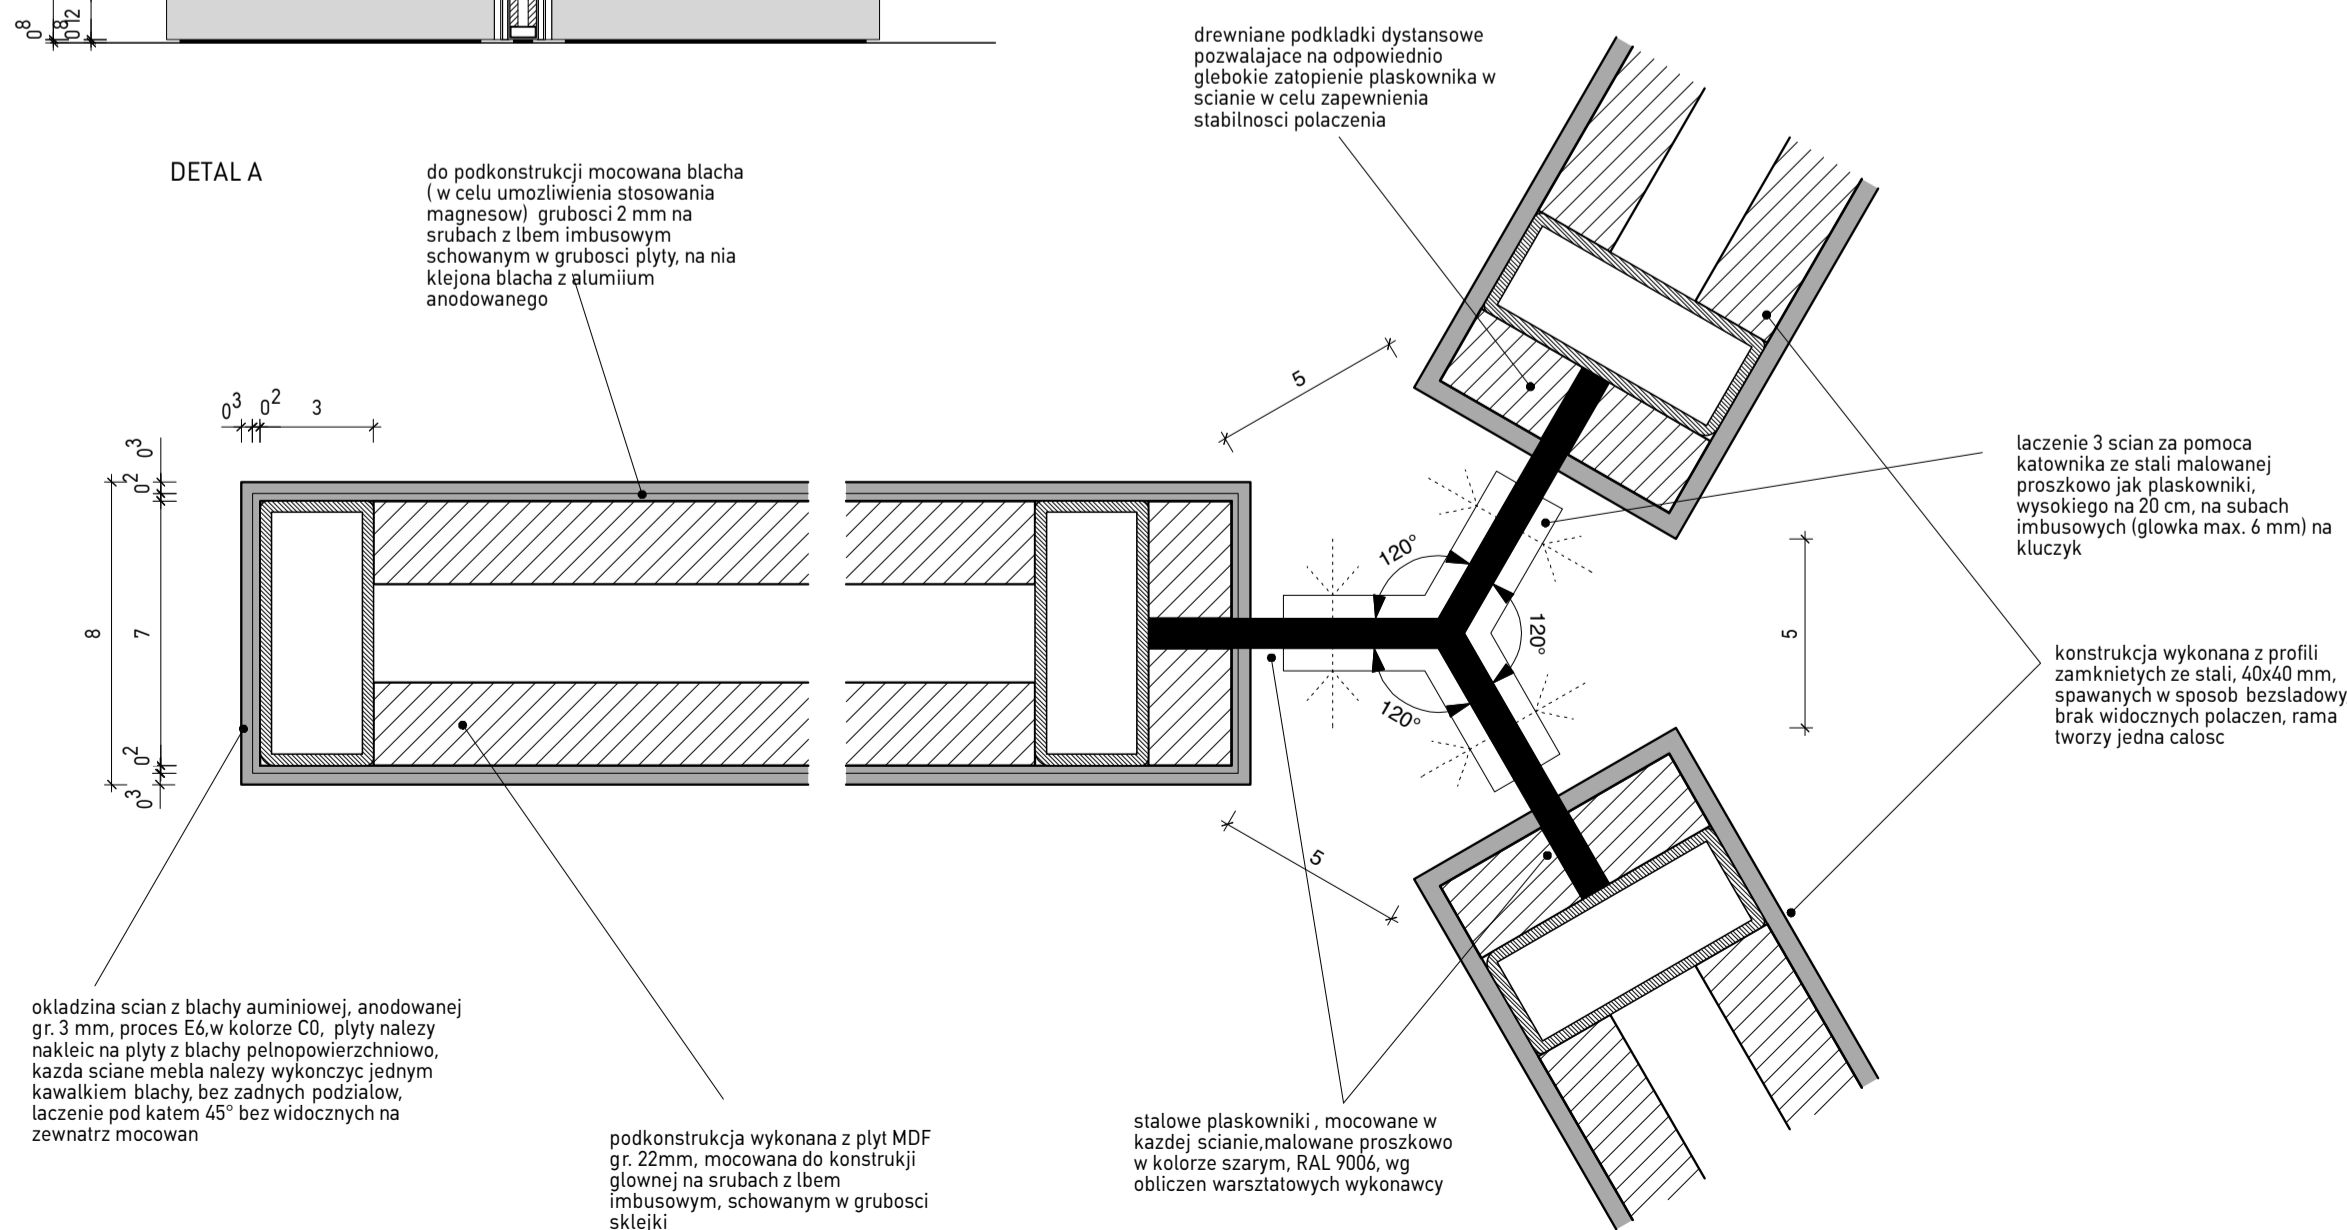 0⁸
0⁸
0¹²
drewniane podkladki dystansowe
pozwalajace na odpowiednio
glebokie zatopienie plaskownika w
scianie w celu zapewnienia
stabilnosci polaczenia
DETAL A
do podkonstrukcji mocowana blacha
( w celu umozliwienia stosowania
magnesow) grubosci 2 mm na
srubach z lbem imbusowym
schowanym w grubosci plyty, na nia
klejona blacha z alumiium
anodowanego
0³ 0² 3
0³
0²
8
7
0²
0³
5
5
5
120°
120°
120°
laczenie 3 scian za pomoca
katownika ze stali malowanej
proszkowo jak plaskowniki,
wysokiego na 20 cm, na subach
imbusowych (glowka max. 6 mm) na
kluczyk
konstrukcja wykonana z profili
zamknietych ze stali, 40x40 mm,
spawanych w sposob bezsladowy
brak widocznych polaczen, rama
tworzy jedna calosc
okladzina scian z blachy auminiowej, anodowanej
gr. 3 mm, proces E6,w kolorze C0, plyty nalezy
nakleic na plyty z blachy pelnopowierzchniowo,
kazda sciane mebla nalezy wykonczyc jednym
kawalkiem blachy, bez zadnych podzialow,
laczenie pod katem 45° bez widocznych na
zewnatrz mocowan
podkonstrukcja wykonana z plyt MDF
gr. 22mm, mocowana do konstrukji
glownej na srubach z lbem
imbusowym, schowanym w grubosci
sklejki
stalowe plaskowniki , mocowane w
kazdej scianie,malowane proszkowo
w kolorze szarym, RAL 9006, wg
obliczen warsztatowych wykonawcy